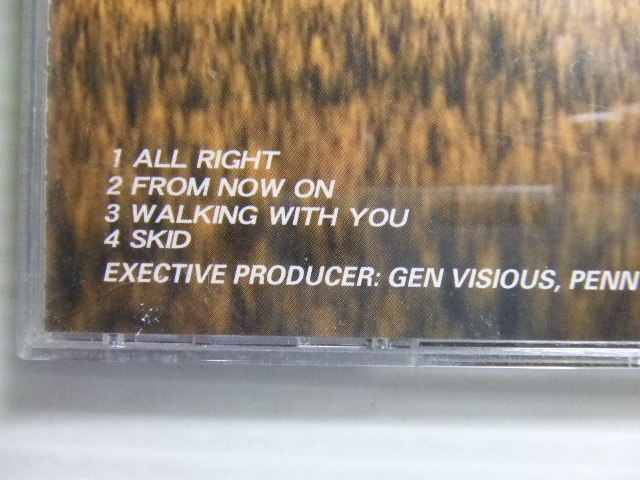 1 ALL RIGHT
2 FROM NOW ON
3 WALKING WITH YOU
4 SKID
EXECTIVE PRODUCER: GEN VISIOUS, PENN